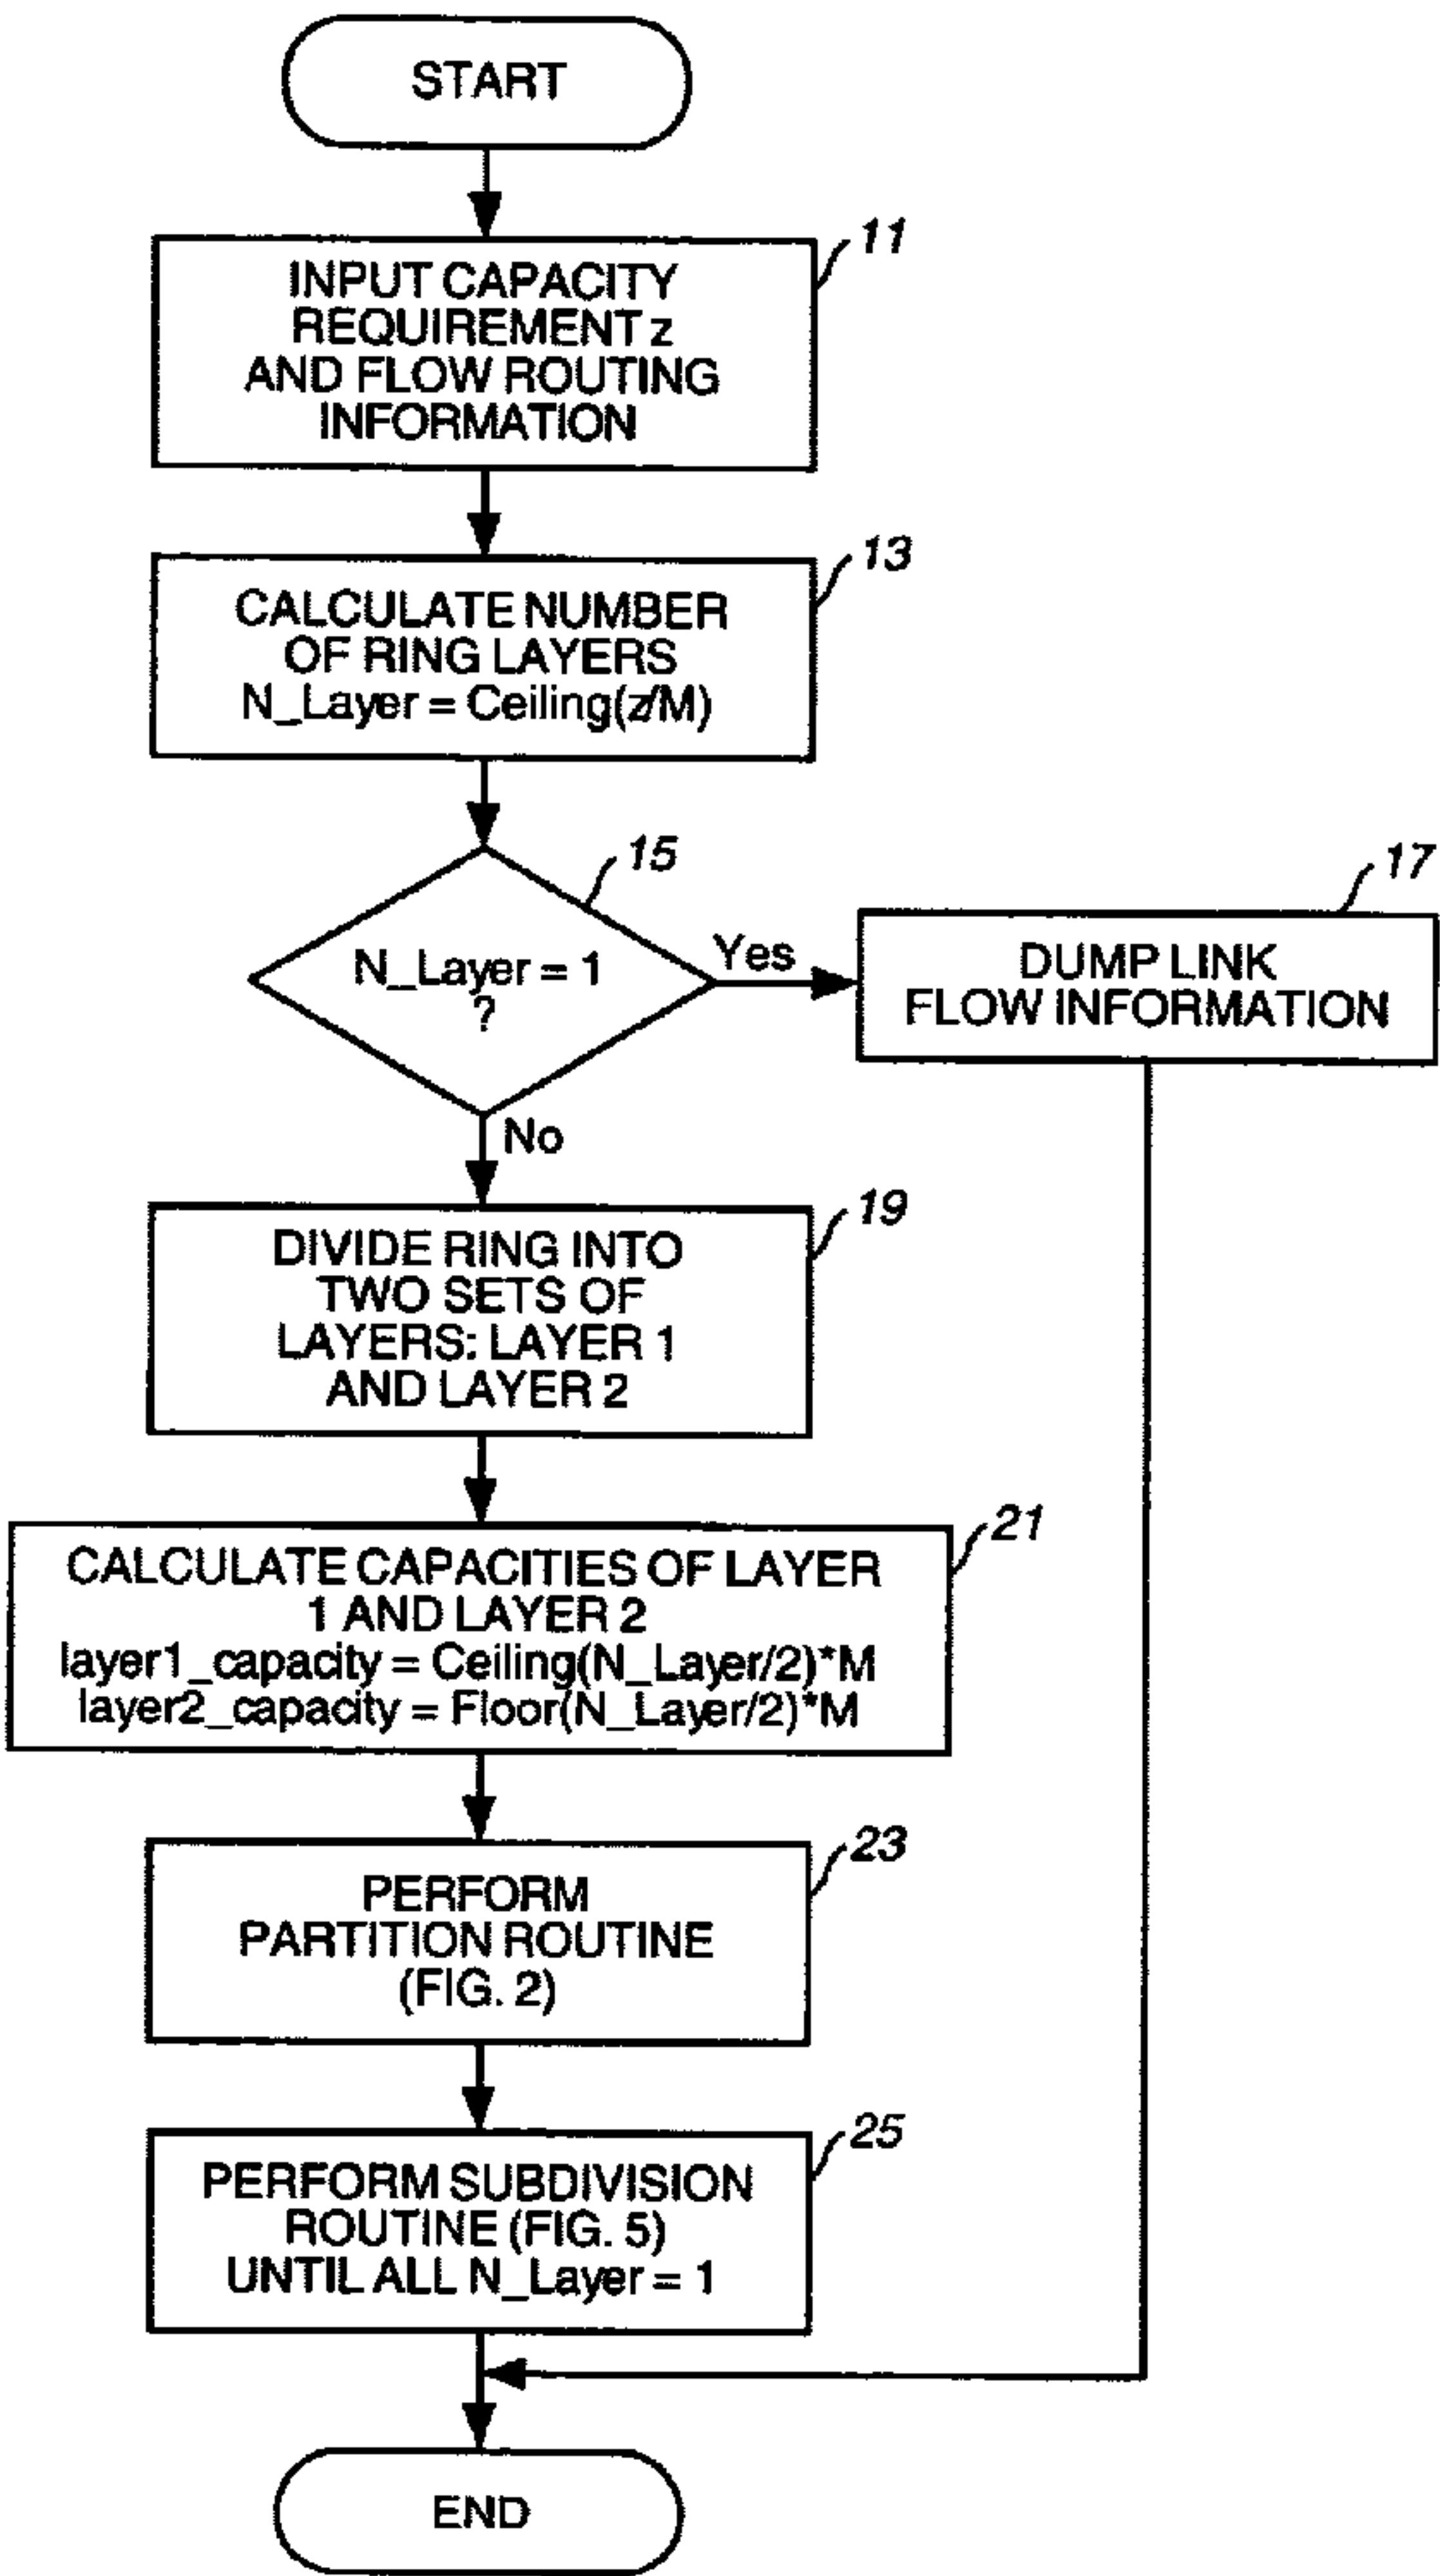 START
11
INPUT CAPACITY
REQUIREMENT z
AND FLOW ROUTING
INFORMATION
13
CALCULATE NUMBER
OF RING LAYERS
N_Layer = Ceiling(z/M)
15
N_Layer = 1
?
Yes
17
DUMP LINK
FLOW INFORMATION
No
19
DIVIDE RING INTO
TWO SETS OF
LAYERS: LAYER 1
AND LAYER 2
21
CALCULATE CAPACITIES OF LAYER
1 AND LAYER 2
layer1_capacity = Ceiling(N_Layer/2)*M
layer2_capacity = Floor(N_Layer/2)*M
23
PERFORM
PARTITION ROUTINE
(FIG. 2)
25
PERFORM SUBDIVISION
ROUTINE (FIG. 5)
UNTIL ALL N_Layer = 1
END